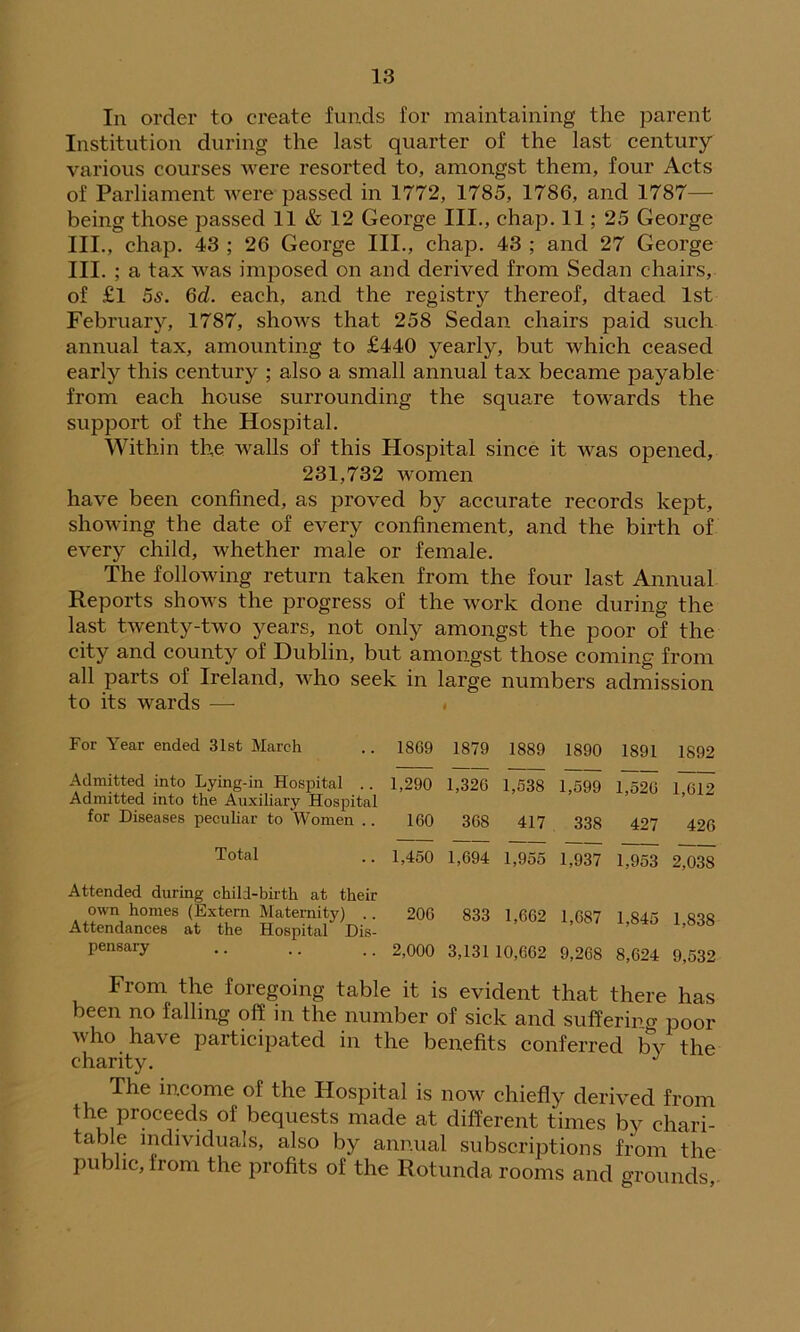 13
In order to create funds for maintaining the parent
Institution during the last quarter of the last century
various courses were resorted to, amongst them, four Acts
of Parliament were passed in 1772, 1785, 1786, and 1787—
being those passed 11 & 12 George III., chap. 11; 25 George
III., chap. 43 ; 26 George III., chap. 43 ; and 27 George
III. ; a tax was imposed on and derived from Sedan chairs,
of £1 5s. 6d. each, and the registry thereof, dtaed 1st
February, 1787, shows that 258 Sedan chairs paid such
annual tax, amounting to £440 yearly, but which ceased
early this century ; also a small annual tax became payable
from each house surrounding the square towards the
support of the Hospital.
Within the walls of this Hospital since it was opened,
231,732 women
have been confined, as proved by accurate records kept,
showing the date of every confinement, and the birth of
every child, whether male or female.
The following return taken from the four last Annual
Reports shows the progress of the work done during the
last twenty-two years, not only amongst the poor of the
city and county of Dublin, but amongst those coming from
all parts of Ireland, who seek in large numbers admission
to its wards —
For Year ended 31st March .. 1869 1879 1889 1890 1891 1892
Admitted into Lying-in Hospital .. 1,290 1,326 1,538 1,599 1,526 1,612
Admitted into the Auxiliary Hospital
for Diseases peculiar to Women .. 160 368 417 338 427 426
Total .. 1,450 1,694 1,955 1,937 1,953 2,038
Attended during child-birth at their
own homes (Extern Maternity) .. 206 833 1,662 1,687 1,845 1,838
Attendances at the Hospital Dis-
pensary .. .. .. 2,000 3,131 10,662 9,268 8,624 9,532
From the foregoing table it is evident that there has
been no falling off in the number of sick and suffering poor
who have participated in the benefits conferred by the
charity.
The income of the Hospital is now chiefly derived from
the proceeds of bequests made at different times by chari-
table individuals, also by annual subscriptions from the
public, from the profits of the Rotunda rooms and grounds,